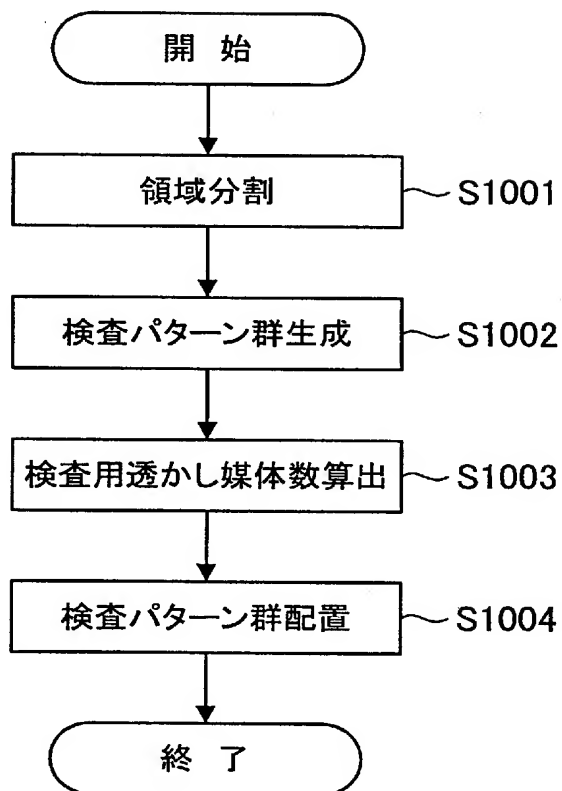 開 始
領域分割 S1001
検査パターン群生成 S1002
検査用透かし媒体数算出 S1003
検査パターン群配置 S1004
終 了